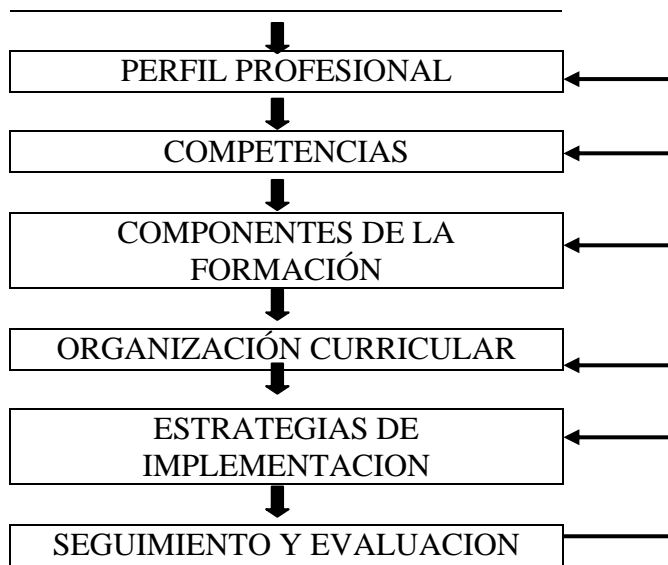 PERFIL PROFESIONAL
COMPETENCIAS
COMPONENTES DE LA
FORMACIÓN
ORGANIZACIÓN CURRICULAR
ESTRATEGIAS DE
IMPLEMENTACION
SEGUIMIENTO Y EVALUACION